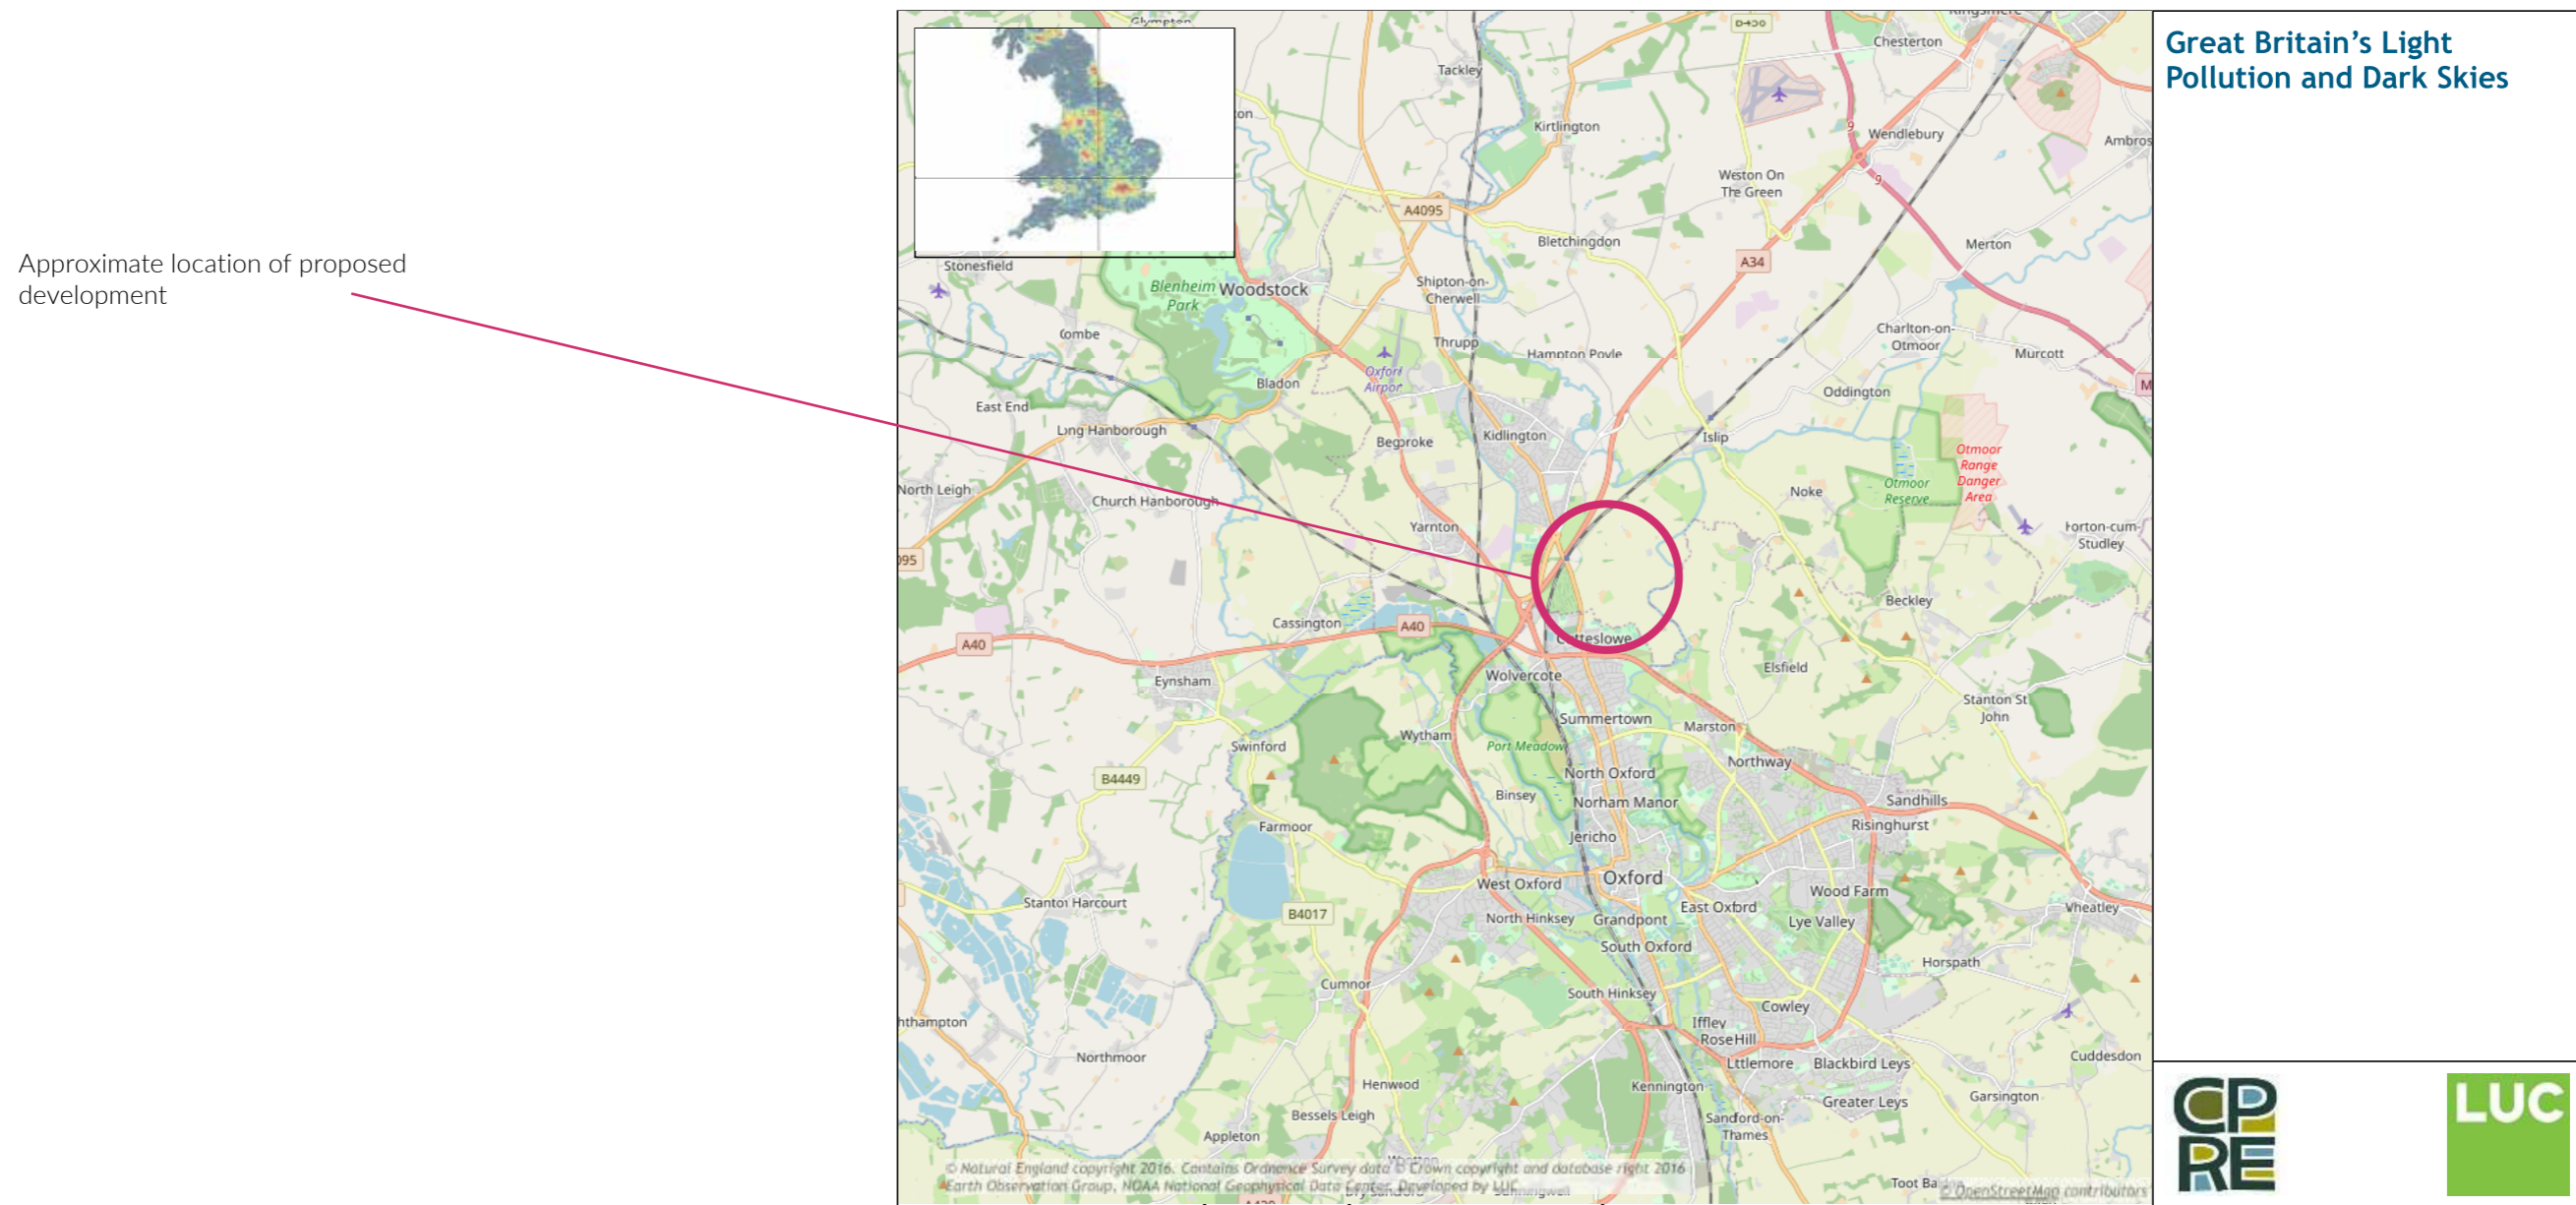 Approximate location of proposed
development
Great Britain's Light
Pollution and Dark Skies
Glympton
Tackley
Kirtlington
Chesterton
Wendlebury
Ambros
Weston On
The Green
A4095
Bletchingdon
A34
Merton
Stonesfield
Blenheim
Park
Woodstock
Shipton-on-
Cherwell
Combe
Thrupp
Hampton Poyle
Charlton-on-
Otmoor
Murcott
Oxford
Airport
Bladon
M
East End
Oddington
Long Hanborough
Begbroke
Kidlington
Islip
Otmoor
Range
Danger
Area
North Leigh
Church Hanborough
Noke
Otmoor
Reserve
Yarnton
Horton-cum-
Studley
095
Beckley
Cassington
A40
A40
Cutteslowe
Elsfield
Eynsham
Wolvercote
Stanton St
John
Summertown
Marston
Swinford
Wytham
Port Meadow
Northway
B4449
North Oxford
Binsey
Norham Manor
Sandhills
Farmoor
Jericho
Risinghurst
Oxford
West Oxford
Wood Farm
Stanton Harcourt
B4017
North Hinksey
Grandpont
East Oxford
Lye Valley
Wheatley
South Oxford
Horspath
Cumnor
South Hinksey
Cowley
hthampton
Iffley
Rose Hill
Northmoor
Littlemore
Blackbird Leys
Cuddesdon
Henwood
Kennington
Greater Leys
Garsington
Bessels Leigh
Sandford-on-
Thames
Appleton
© Natural England copyright 2016. Contains Ordnance Survey data © Crown copyright and database right 2016
Earth Observation Group, NOAA National Geophysical Data Center. Developed by LUC.
© OpenStreetMap contributors
CPRE
LUC